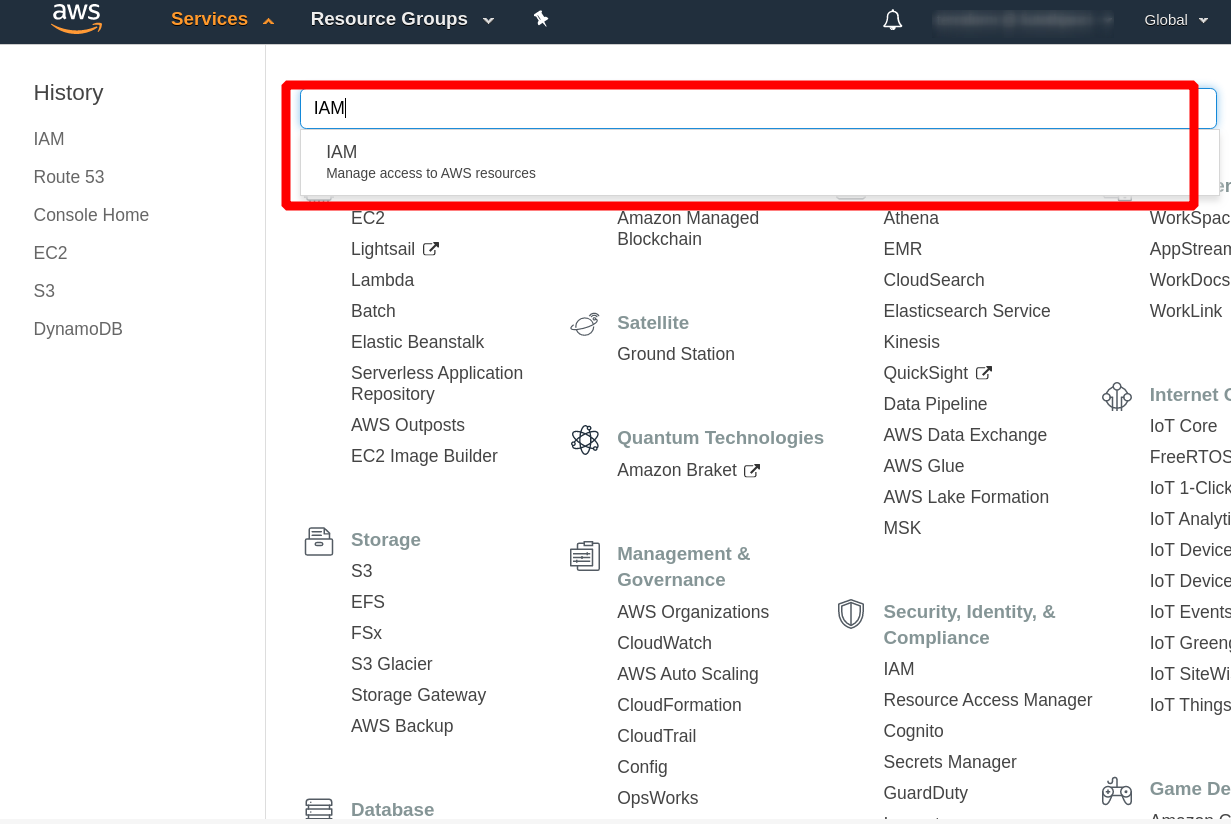 aws
Services
Resource Groups
Global
History
IAM
Route 53
Console Home
EC2
S3
DynamoDB
IAM
IAM
Manage access to AWS resources
EC2
Lightsail
Lambda
Batch
Elastic Beanstalk
Serverless Application
Repository
AWS Outposts
EC2 Image Builder
Storage
S3
EFS
FSx
S3 Glacier
Storage Gateway
AWS Backup
Database
Amazon Managed
Blockchain
Satellite
Ground Station
Quantum Technologies
Amazon Braket
Management &
Governance
AWS Organizations
CloudWatch
AWS Auto Scaling
CloudFormation
CloudTrail
Config
OpsWorks
Athena
EMR
CloudSearch
Elasticsearch Service
Kinesis
QuickSight
Data Pipeline
AWS Data Exchange
AWS Glue
AWS Lake Formation
MSK
Security, Identity, &
Compliance
IAM
Resource Access Manager
Cognito
Secrets Manager
GuardDuty
er
WorkSpac
AppStream
WorkDocs
WorkLink
Internet
IoT Core
FreeRTOS
IoT 1-Click
IoT Analyti
IoT Device
IoT Device
IoT Events
IoT Greeng
IoT SiteWi
IoT Things
Game De